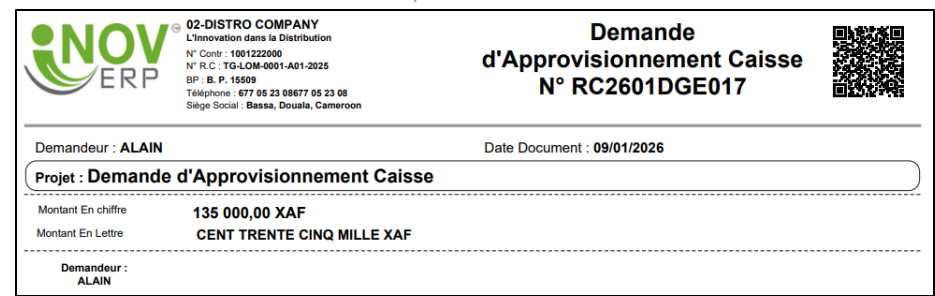 iNOV
ERP
02-DISTRO COMPANY
L'Innovation dans la Distribution
N° Contr : 1001222000
N° R.C : TG-LOM-0001-A01-2025
BP : B. P. 15509
Téléphone : 677 05 23 08677 05 23 08
Siège Social : Bassa, Douala, Cameroon
Demande
d'Approvisionnement Caisse
N° RC2601DGE017
Demandeur : ALAIN
Date Document : 09/01/2026
Projet : Demande d'Approvisionnement Caisse
Montant En chiffre 135 000,00 XAF
Montant En Lettre CENT TRENTE CINQ MILLE XAF
Demandeur :
ALAIN